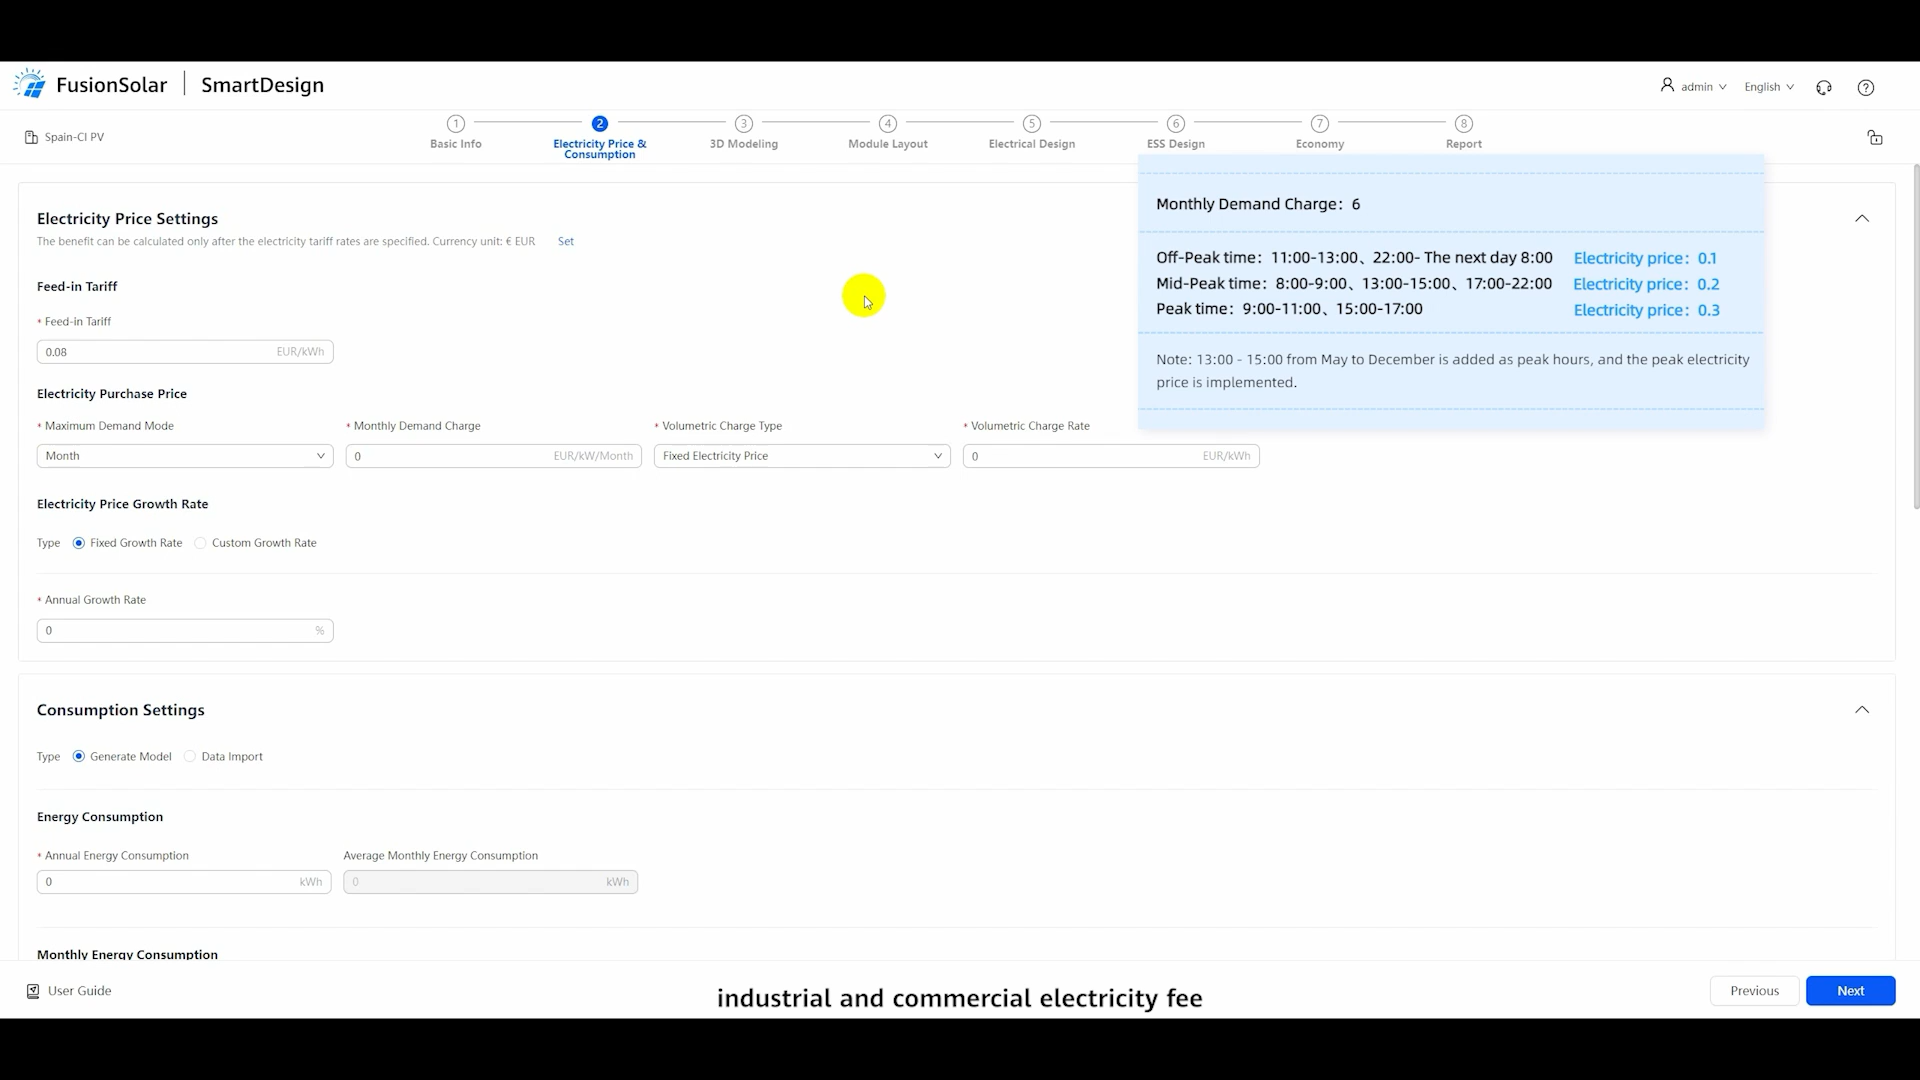 FusionSolar | SmartDesign
admin
English
Spain-CI PV
1
Basic Info
2
Electricity Price &
Consumption
3
3D Modeling
4
Module Layout
5
Electrical Design
6
ESS Design
7
Economy
8
Report
Electricity Price Settings
The benefit can be calculated only after the electricity tariff rates are specified. Currency unit: € EUR Set
Monthly Demand Charge：6
Off-Peak time：11:00-13:00、22:00- The next day 8:00 Electricity price：0.1
Mid-Peak time：8:00-9:00、13:00-15:00、17:00-22:00 Electricity price：0.2
Peak time：9:00-11:00、15:00-17:00 Electricity price：0.3
Note: 13:00 - 15:00 from May to December is added as peak hours, and the peak electricity
price is implemented.
Feed-in Tariff
* Feed-in Tariff
0.08 EUR/kWh
Electricity Purchase Price
* Maximum Demand Mode * Monthly Demand Charge * Volumetric Charge Type * Volumetric Charge Rate
Month 0 EUR/kW/Month Fixed Electricity Price 0 EUR/kWh
Electricity Price Growth Rate
Type Fixed Growth Rate Custom Growth Rate
* Annual Growth Rate
0 %
Consumption Settings
Type Generate Model Data Import
Energy Consumption
* Annual Energy Consumption Average Monthly Energy Consumption
0 kWh 0 kWh
Monthly Energy Consumption
User Guide
industrial and commercial electricity fee
Previous
Next